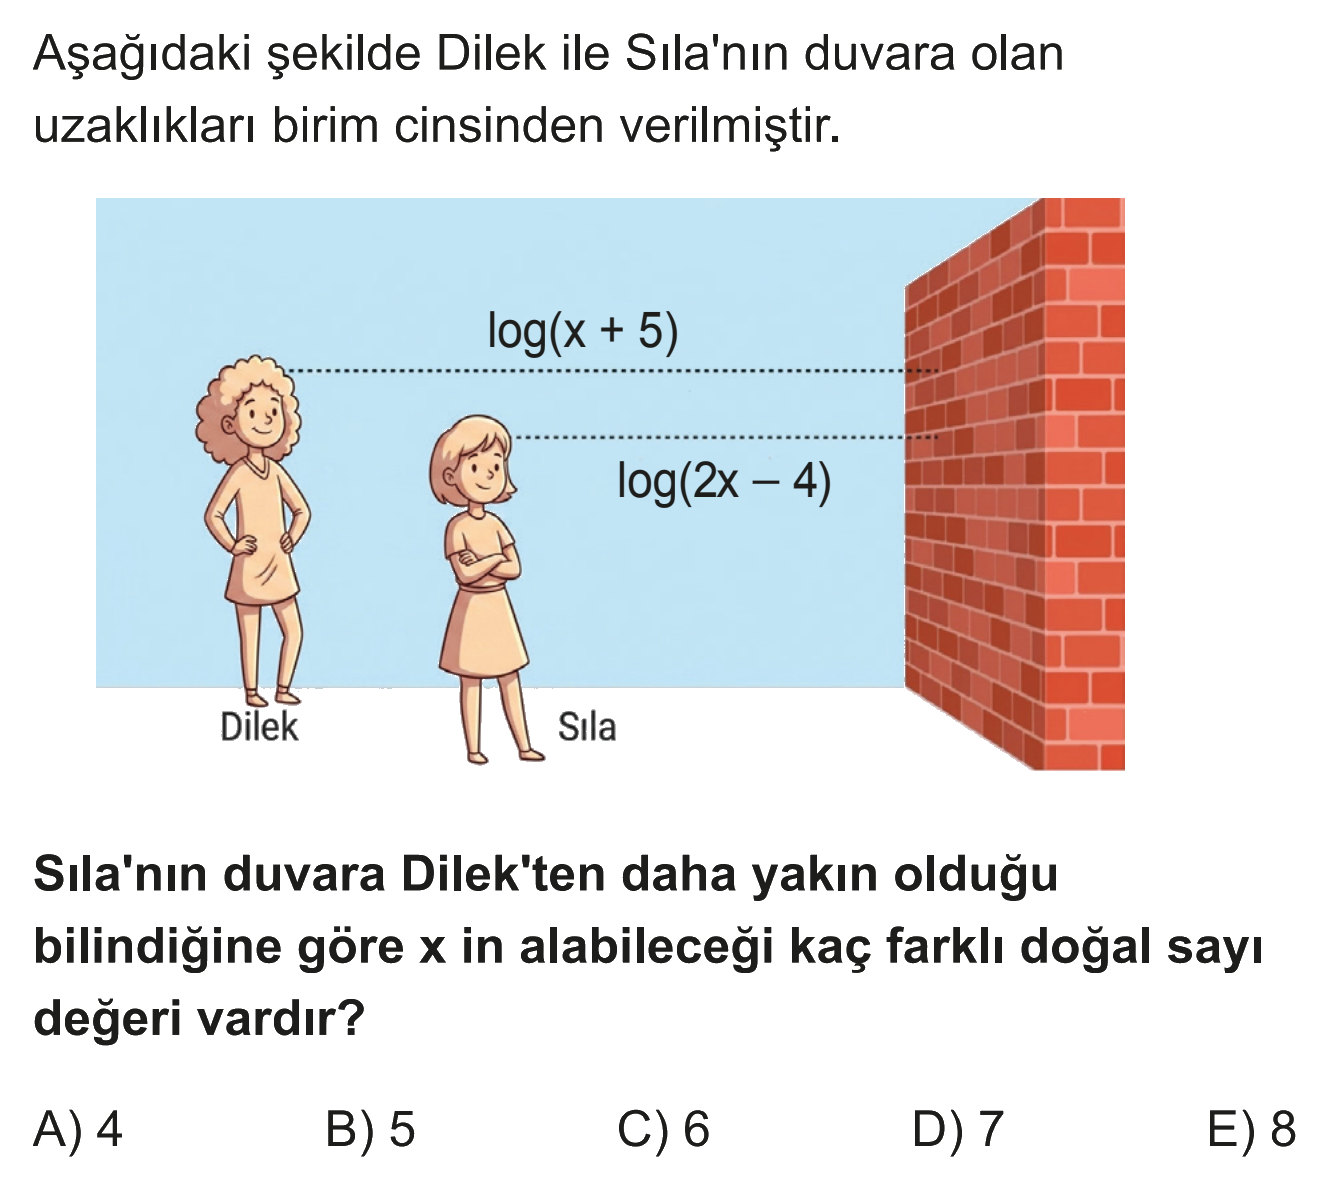 Aşağıdaki şekilde Dilek ile Sıla'nın duvara olan
uzaklıkları birim cinsinden verilmiştir.
log(x + 5)
log(2x – 4)
Dilek
Sıla
Sıla'nın duvara Dilek'ten daha yakın olduğu
bilindiğine göre x in alabileceği kaç farklı doğal sayı
değeri vardır?
A) 4 B) 5 C) 6 D) 7 E) 8